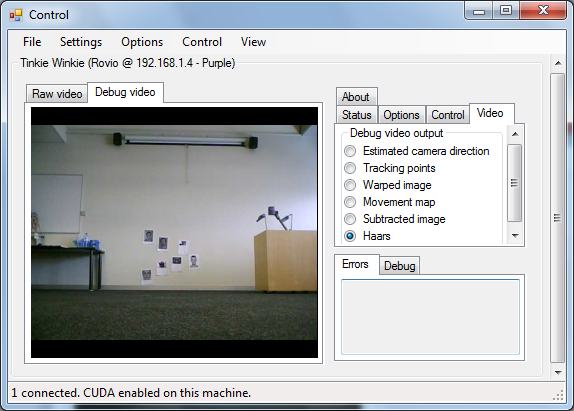 Control
File Settings Options Control View
Tinkie Winkie (Rovio @ 192.168.1.4 - Purple)
Raw video Debug video
About
Status Options Control Video
Debug video output
Estimated camera direction
Tracking points
Warped image
Movement map
Subtracted image
Haars
Errors Debug
1 connected. CUDA enabled on this machine.